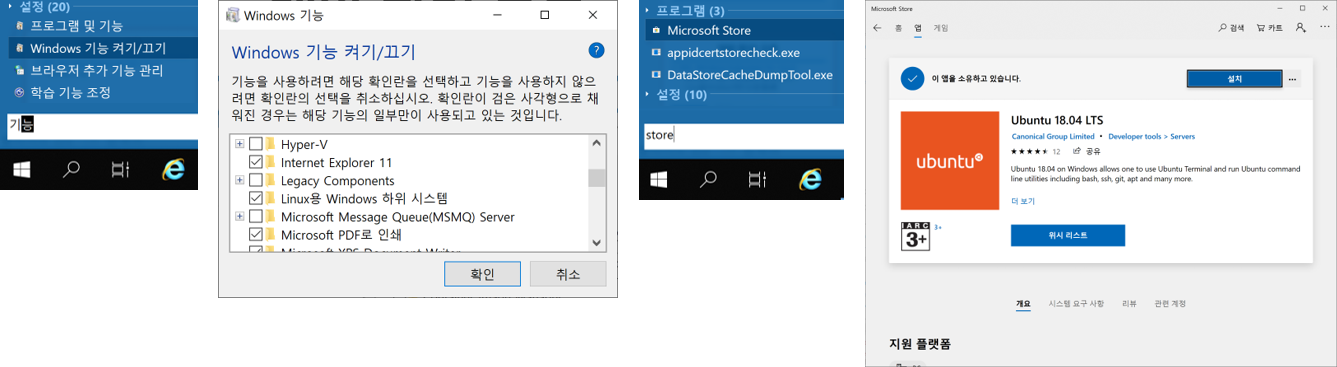 설정 (20)
프로그램 및 기능
Windows 기능 켜기/끄기
브라우저 추가 기능 관리
학습 기능 조정
기능
Windows 기능
Windows 기능 켜기/끄기
?
기능을 사용하려면 해당 확인란을 선택하고 기능을 사용하지 않으
려면 확인란의 선택을 취소하십시오. 확인란이 검은 사각형으로 채
워진 경우는 해당 기능의 일부만이 사용되고 있는 것입니다.
Hyper-V
Internet Explorer 11
Legacy Components
Linux용 Windows 하위 시스템
Microsoft Message Queue(MSMQ) Server
Microsoft PDF로 인쇄
Microsoft XPS Document Writer
확인
취소
프로그램 (3)
Microsoft Store
appidcertstorecheck.exe
DataStoreCacheDumpTool.exe
설정 (10)
store
Microsoft Store
홈 앱 게임
검색 카트
이 앱을 소유하고 있습니다.
설치
ubuntu
Ubuntu 18.04 LTS
Canonical Group Limited • Developer tools > Servers
12 공유
Ubuntu 18.04 on Windows allows one to use Ubuntu Terminal and run Ubuntu command
line utilities including bash, ssh, git, apt and many more.
더 보기
IARC
3+
3+
위시 리스트
개요 시스템 요구 사항 리뷰 관련 계정
지원 플랫폼